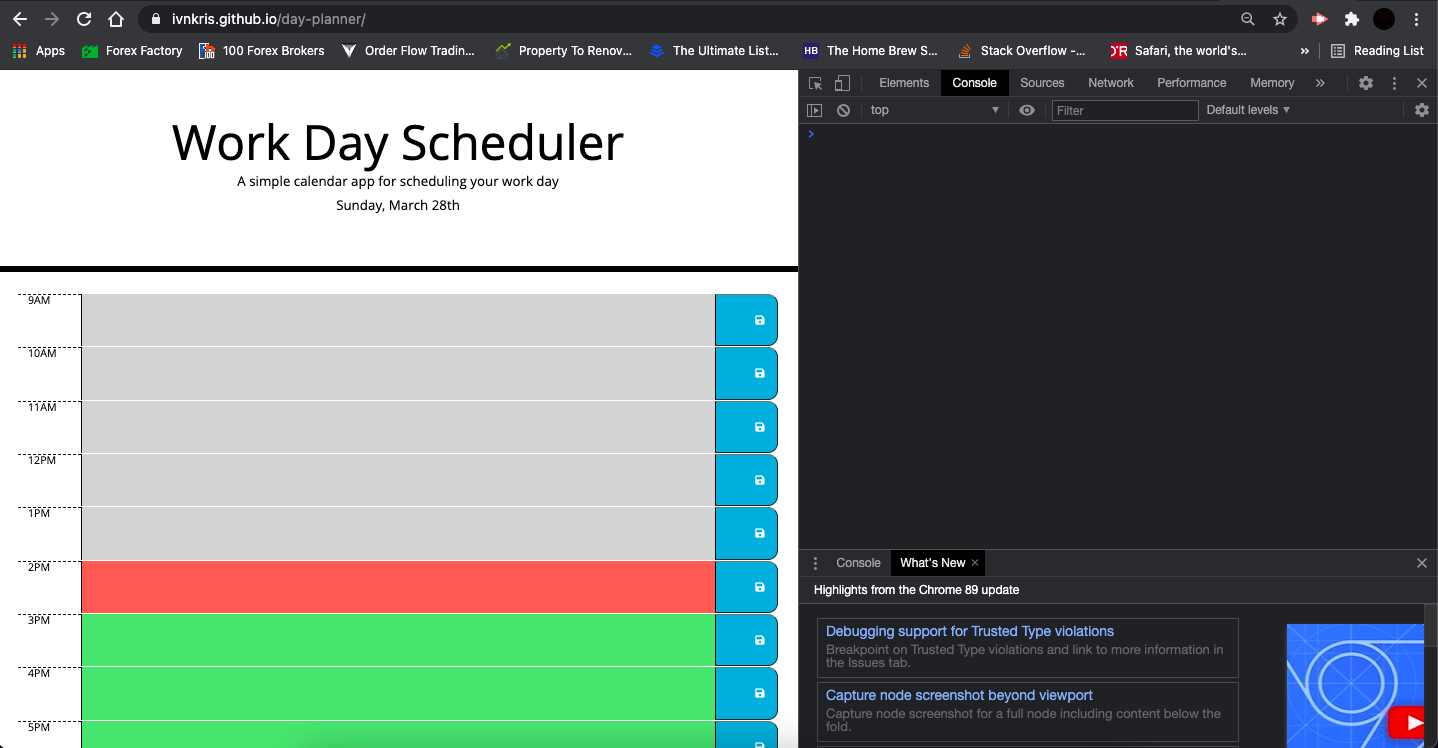 ivnkris.github.io/day-planner/
Apps
Forex Factory
100 Forex Brokers
Order Flow Tradin...
Property To Renov...
The Ultimate List...
HB
The Home Brew S...
Stack Overflow -...
D'R
Safari, the world's...
»
Reading List
Elements
Console
Sources
Network
Performance
Memory
»
top
Filter
Default levels
Work Day Scheduler
A simple calendar app for scheduling your work day
Sunday, March 28th
9AM
10AM
11AM
12PM
1PM
2PM
3PM
4PM
5PM
Console
What's New
Highlights from the Chrome 89 update
Debugging support for Trusted Type violations
Breakpoint on Trusted Type violations and link to more information in
the Issues tab.
Capture node screenshot beyond viewport
Capture node screenshot for a full node including content below the
fold.